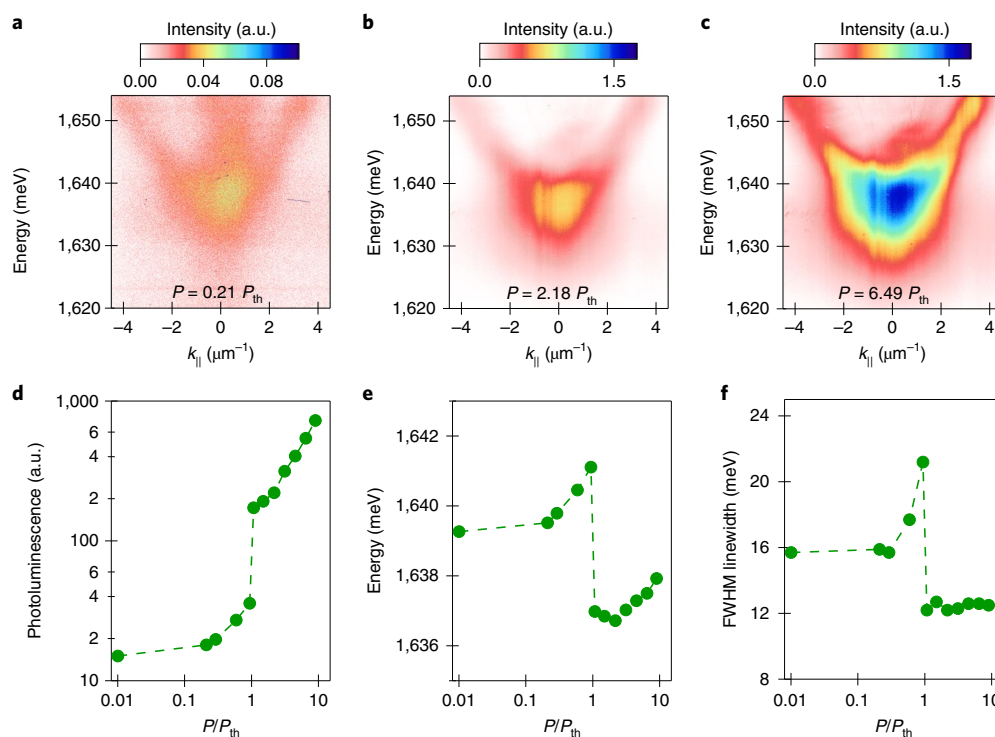 a
Intensity (a.u.)
0.00 0.04 0.08
1,650
1,640
1,630
1,620
Energy (meV)
P = 0.21 Pth
−4 −2 0 2 4
k|| (μm−1)
b
Intensity (a.u.)
0.0 1.5
1,650
1,640
1,630
1,620
Energy (meV)
P = 2.18 Pth
−4 −2 0 2 4
k|| (μm−1)
c
Intensity (a.u.)
0.0 1.5
1,650
1,640
1,630
1,620
Energy (meV)
P = 6.49 Pth
−4 −2 0 2 4
k|| (μm−1)
d
1,000
6
4
2
100
6
4
2
10
Photoluminescence (a.u.)
0.01 0.1 1 10
P/Pth
e
1,642
1,640
1,638
1,636
Energy (meV)
0.01 0.1 1 10
P/Pth
f
24
20
16
12
8
FWHM linewidth (meV)
0.01 0.1 1 10
P/Pth